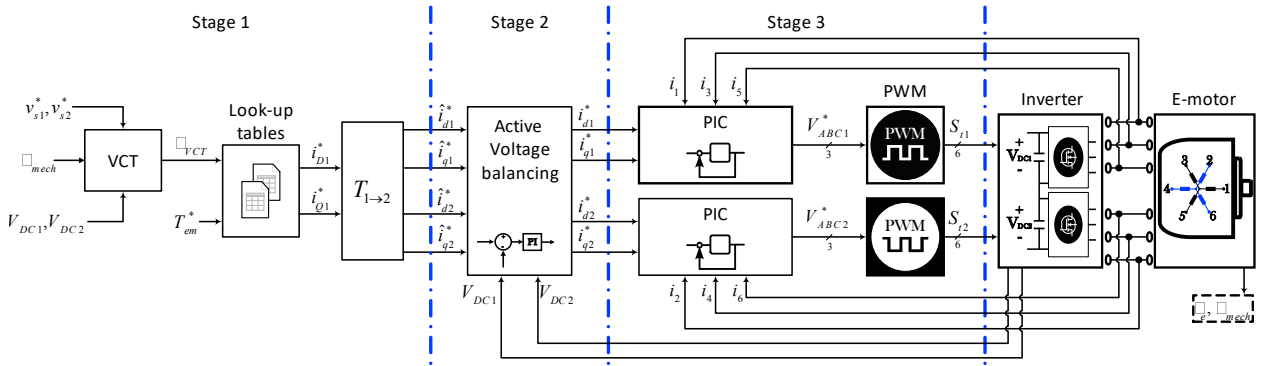 Stage 1
Stage 2
Stage 3
v*s1, v*s2
□mech
VDC1, VDC2
VCT
□VCT
Look-up
tables
T*em
i*D1
i*Q1
T1→2
î*d1
î*q1
î*d2
î*q2
Active
Voltage
balancing
PI
VDC1
VDC2
i*d1
i*q1
i*d2
i*q2
i1
i3
i5
PIC
PIC
i2
i4
i6
V*ABC1
3
V*ABC2
3
PWM
PWM
PWM
St1
6
St2
6
Inverter
+
VDC1
-
+
VDC2
-
E-motor
3
2
4
1
5
6
□e, □mech